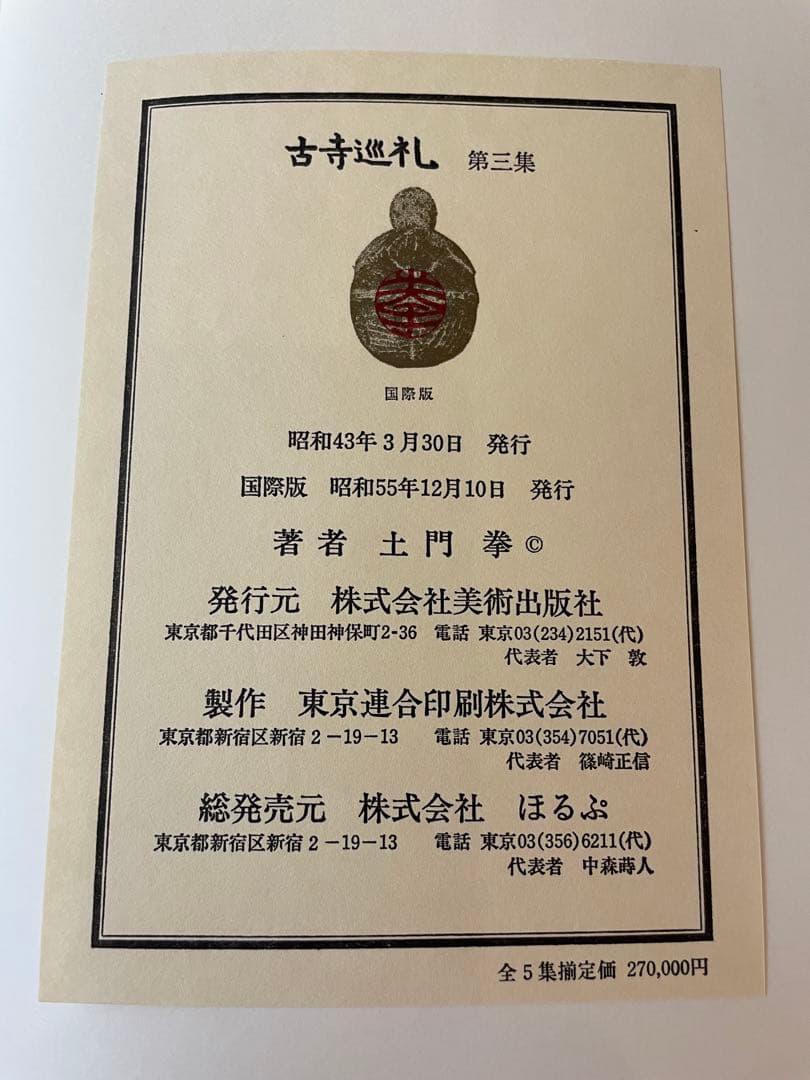 古寺巡礼 第三集
国際版
昭和43年3月30日 発行
国際版 昭和55年12月10日 発行
著者 土門 拳 ©
発行元 株式会社美術出版社
東京都千代田区神田神保町2-36 電話 東京03(234)2151(代)
代表者 大下 敦
製作 東京連合印刷株式会社
東京都新宿区新宿2-19-13 電話 東京03(354)7051(代)
代表者 篠崎正信
総発売元 株式会社 ほるぷ
東京都新宿区新宿2-19-13 電話 東京03(356)6211(代)
代表者 中森蒔人
全5集揃定価 270,000円